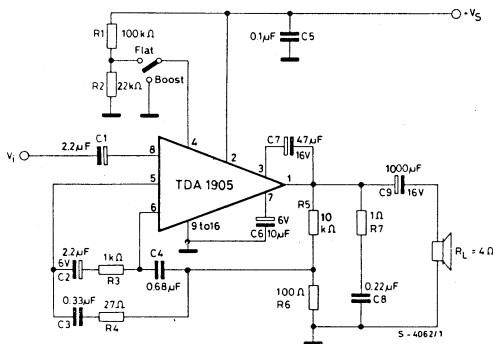 +VS
R1
100kΩ
0.1µF
C5
Flat
Boost
R2
22kΩ
Vi
2.2µF
C1
8
4
2
C7
47µF
16V
3
1
5
TDA 1905
7
6
9 to16
C6
6V
10µF
1000µF
C9
16V
R5
10
kΩ
1Ω
R7
RL = 4Ω
2.2µF
6V
C2
1kΩ
R3
C4
0.68µF
0.33µF
C3
27Ω
R4
100Ω
R6
0.22µF
C8
S-4062/1